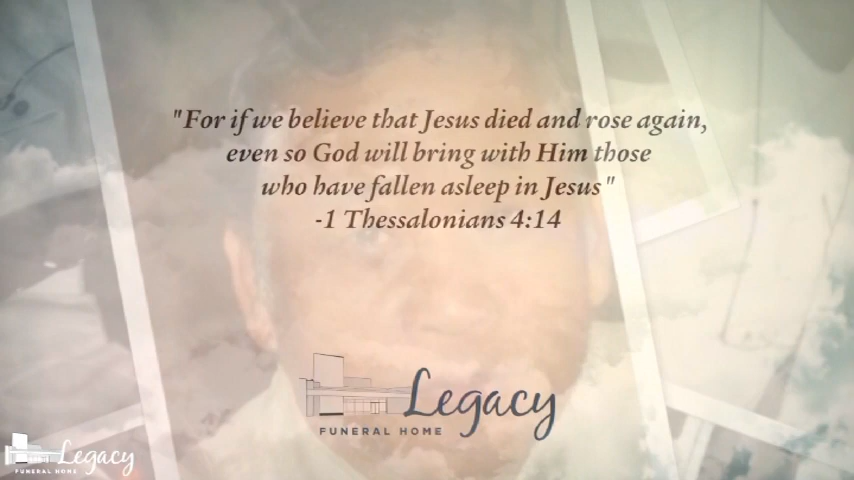 "For if we believe that Jesus died and rose again,
even so God will bring with Him those
who have fallen asleep in Jesus"
-1 Thessalonians 4:14
Legacy
FUNERAL HOME
Legacy
FUNERAL HOME